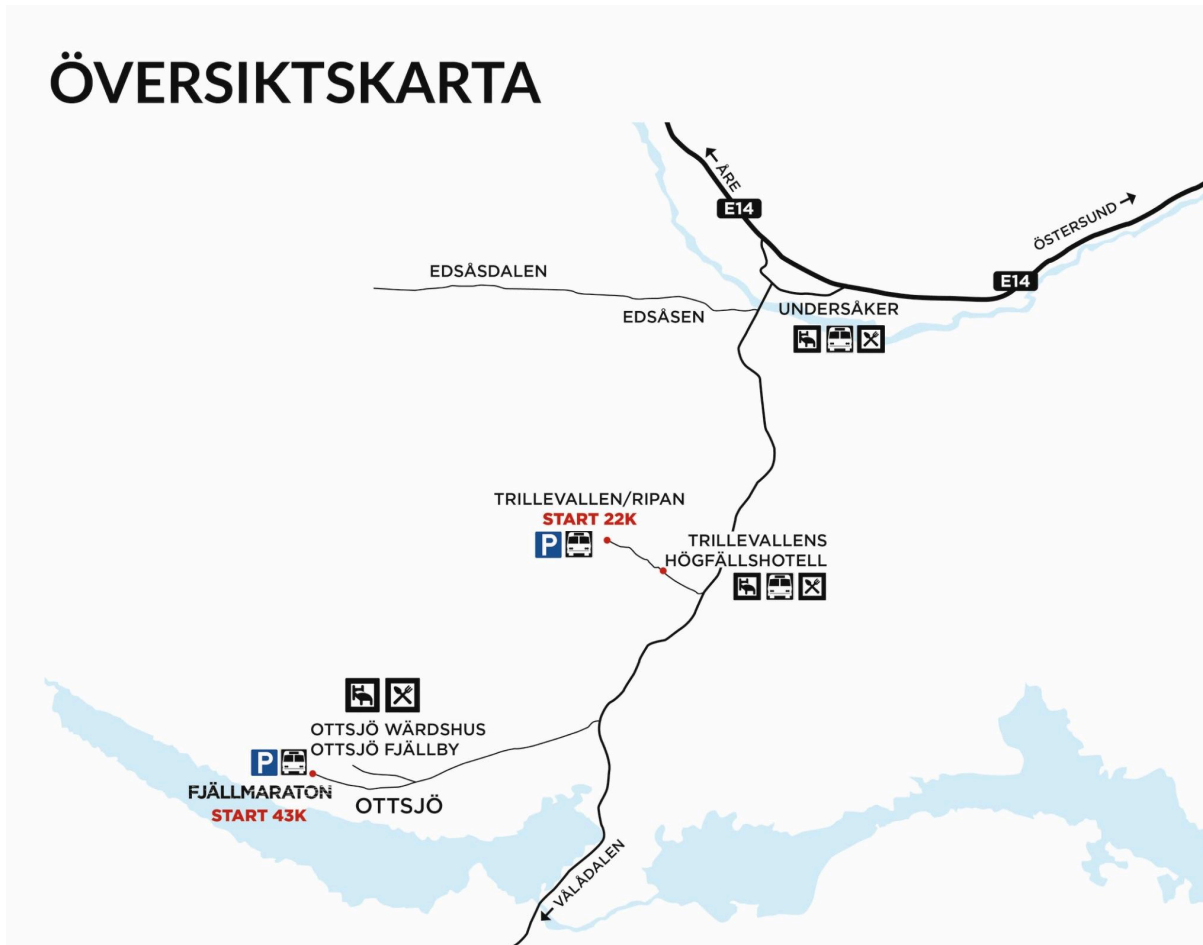 ÖVERSIKTSKARTA
ÅRE
E14
ÖSTERSUND
E14
EDSÅSDALEN
EDSÅSEN
UNDERSÅKER
TRILLEVALLEN/RIPAN
START 22K
P
TRILLEVALLENS
HÖGFÄLLSHOTELL
OTTSJÖ WÄRDSHUS
OTTSJÖ FJÄLLBY
P
FJÄLLMARATON
START 43K
OTTSJÖ
VÅLÅDALEN